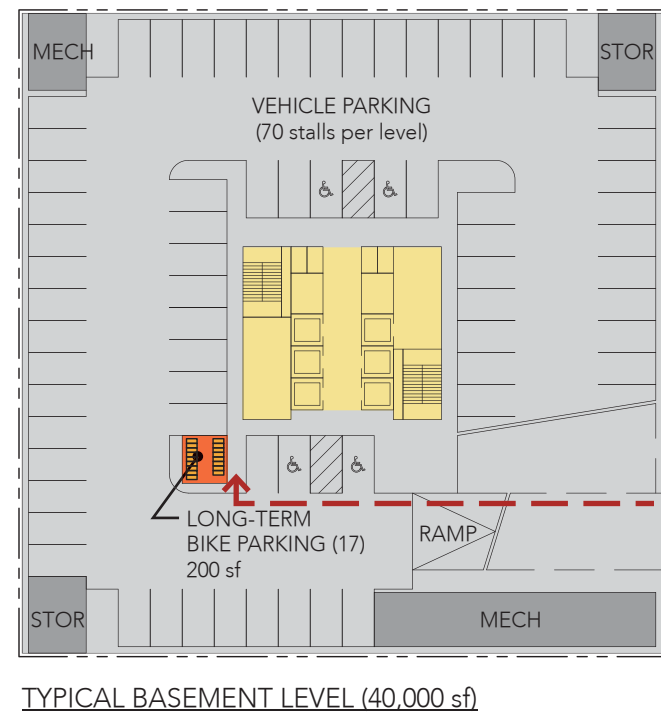 MECH
STOR
VEHICLE PARKING
(70 stalls per level)
LONG-TERM
BIKE PARKING (17)
200 sf
RAMP
STOR
MECH
TYPICAL BASEMENT LEVEL (40,000 sf)